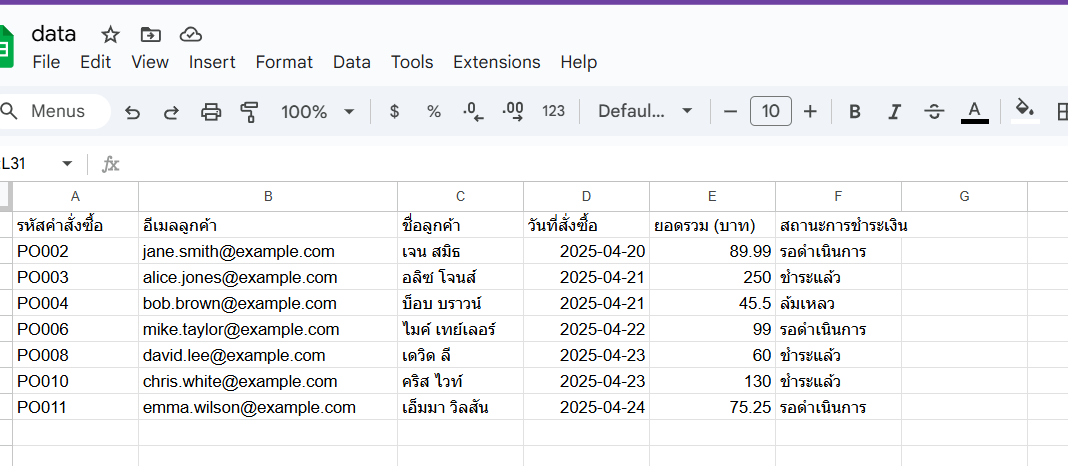 data
File Edit View Insert Format Data Tools Extensions Help
Menus 100% $ % .0 .00 123 Defaul... 10 B I A
L31 fx
A B C D E F G
รหัสคำสั่งซื้อ อีเมลลูกค้า ชื่อลูกค้า วันที่สั่งซื้อ ยอดรวม (บาท) สถานะการชำระเงิน
PO002 jane.smith@example.com เจน สมิธ 2025-04-20 89.99 รอดำเนินการ
PO003 alice.jones@example.com อลิซ โจนส์ 2025-04-21 250 ชำระแล้ว
PO004 bob.brown@example.com บ็อบ บราวน์ 2025-04-21 45.5 ล้มเหลว
PO006 mike.taylor@example.com ไมค์ เทย์เลอร์ 2025-04-22 99 รอดำเนินการ
PO008 david.lee@example.com เดวิด ลี 2025-04-23 60 ชำระแล้ว
PO010 chris.white@example.com คริส ไวท์ 2025-04-23 130 ชำระแล้ว
PO011 emma.wilson@example.com เอ็มมา วิลสัน 2025-04-24 75.25 รอดำเนินการ